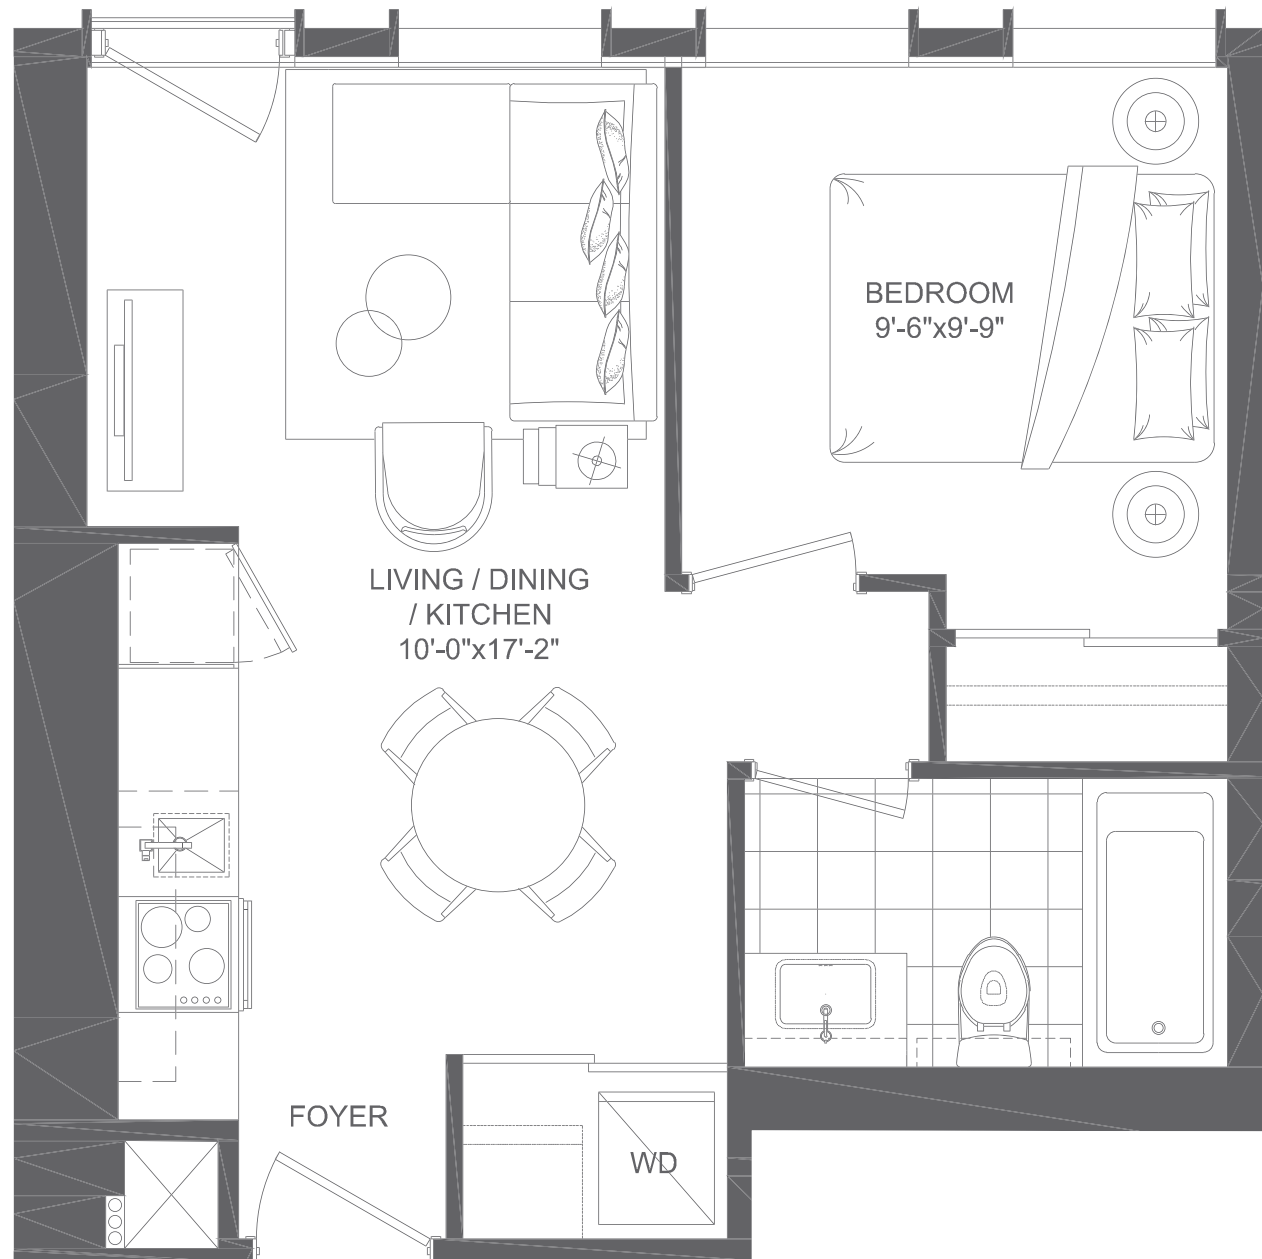 BEDROOM
9'-6"x9'-9"
LIVING / DINING
/ KITCHEN
10'-0"x17'-2"
FOYER
WD